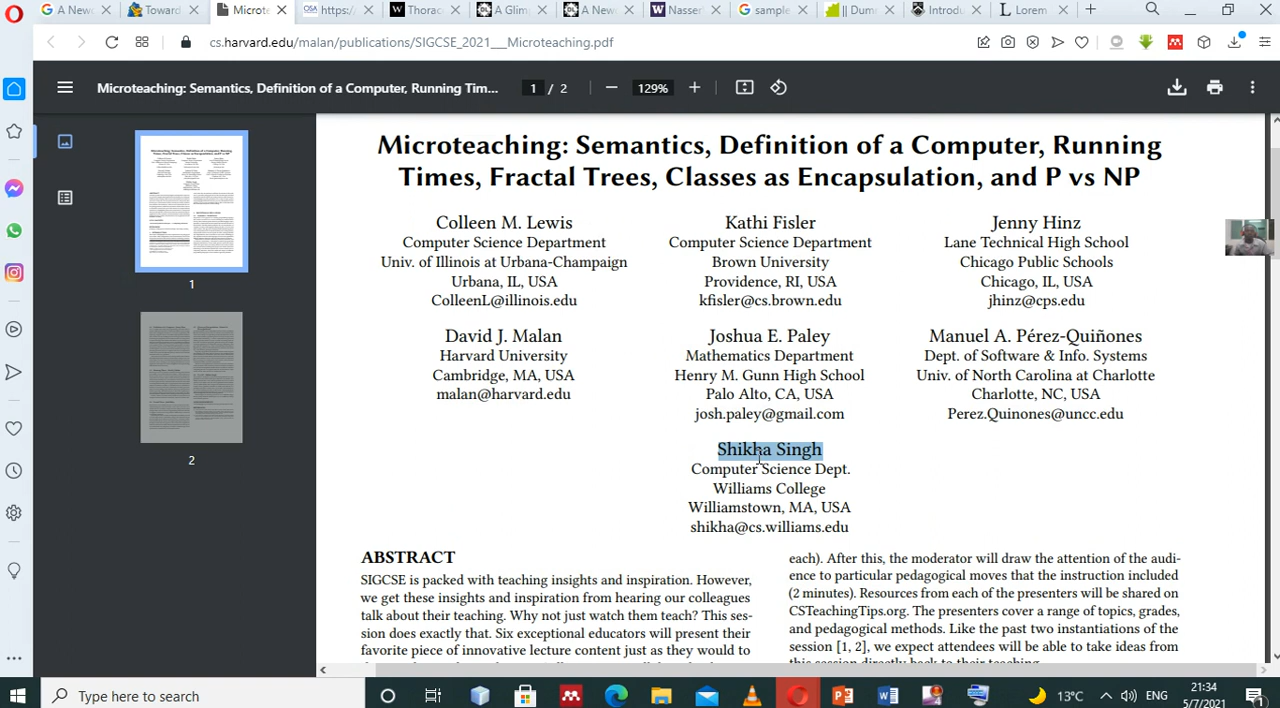 A New
Toward
Microte
https:/
Thorac
A Glim
A New
Nasser
sample
|| Dum
Introdu
Lorem
cs.harvard.edu/malan/publications/SIGCSE_2021___Microteaching.pdf
Microteaching: Semantics, Definition of a Computer, Running Tim...
1 / 2
129%
Microteaching: Semantics, Definition of a Computer, Running
Times, Fractal Trees, Classes as Encapsulation, and P vs NP
Colleen M. Lewis
Computer Science Department
Univ. of Illinois at Urbana-Champaign
Urbana, IL, USA
ColleenL@illinois.edu
Kathi Fisler
Computer Science Department
Brown University
Providence, RI, USA
kfisler@cs.brown.edu
Jenny Hinz
Lane Technical High School
Chicago Public Schools
Chicago, IL, USA
jhinz@cps.edu
David J. Malan
Harvard University
Cambridge, MA, USA
malan@harvard.edu
Joshua E. Paley
Mathematics Department
Henry M. Gunn High School
Palo Alto, CA, USA
josh.paley@gmail.com
Manuel A. Pérez-Quiñones
Dept. of Software & Info. Systems
Univ. of North Carolina at Charlotte
Charlotte, NC, USA
Perez.Quinones@uncc.edu
Shikha Singh
Computer Science Dept.
Williams College
Williamstown, MA, USA
shikha@cs.williams.edu
ABSTRACT
SIGCSE is packed with teaching insights and inspiration. However,
we get these insights and inspiration from hearing our colleagues
talk about their teaching. Why not just watch them teach? This ses-
sion does exactly that. Six exceptional educators will present their
favorite piece of innovative lecture content just as they would to
each). After this, the moderator will draw the attention of the audi-
ence to particular pedagogical moves that the instruction included
(2 minutes). Resources from each of the presenters will be shared on
CSTeachingTips.org. The presenters cover a range of topics, grades,
and pedagogical methods. Like the past two instantiations of the
session [1, 2], we expect attendees will be able to take ideas from
this session directly back to their teaching.
1
2
Type here to search
13°C
ENG
21:34
5/7/2021